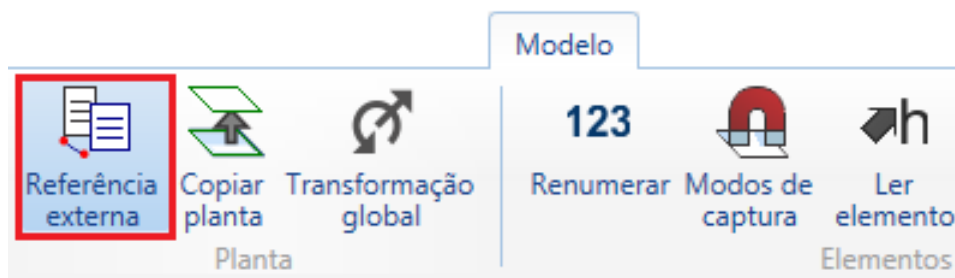 Modelo
Referência externa
Copiar planta
Transformação global
123
Renumerar
Modos de captura
h
Ler elemento
Planta
Elementos